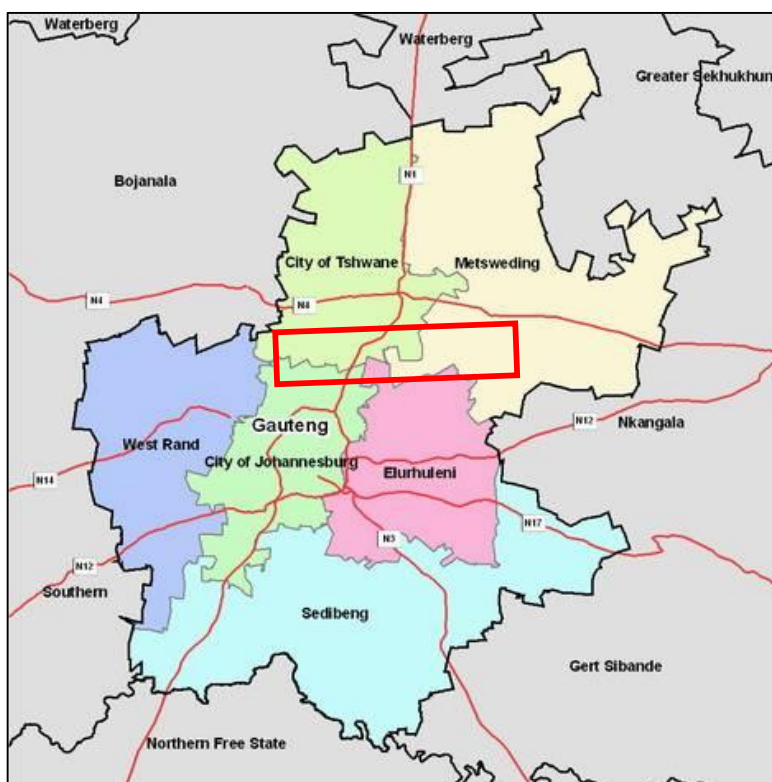 Waterberg
Waterberg
Greater Sekhukhun
N1
Bojanala
City of Tshwane
Metsweding
N4
N4
N12
Nkangala
Gauteng
West Rand
City of Johannesburg
Elurhuleni
N14
N17
N3
N12
Southern
Sedibeng
Gert Sibande
Northern Free State